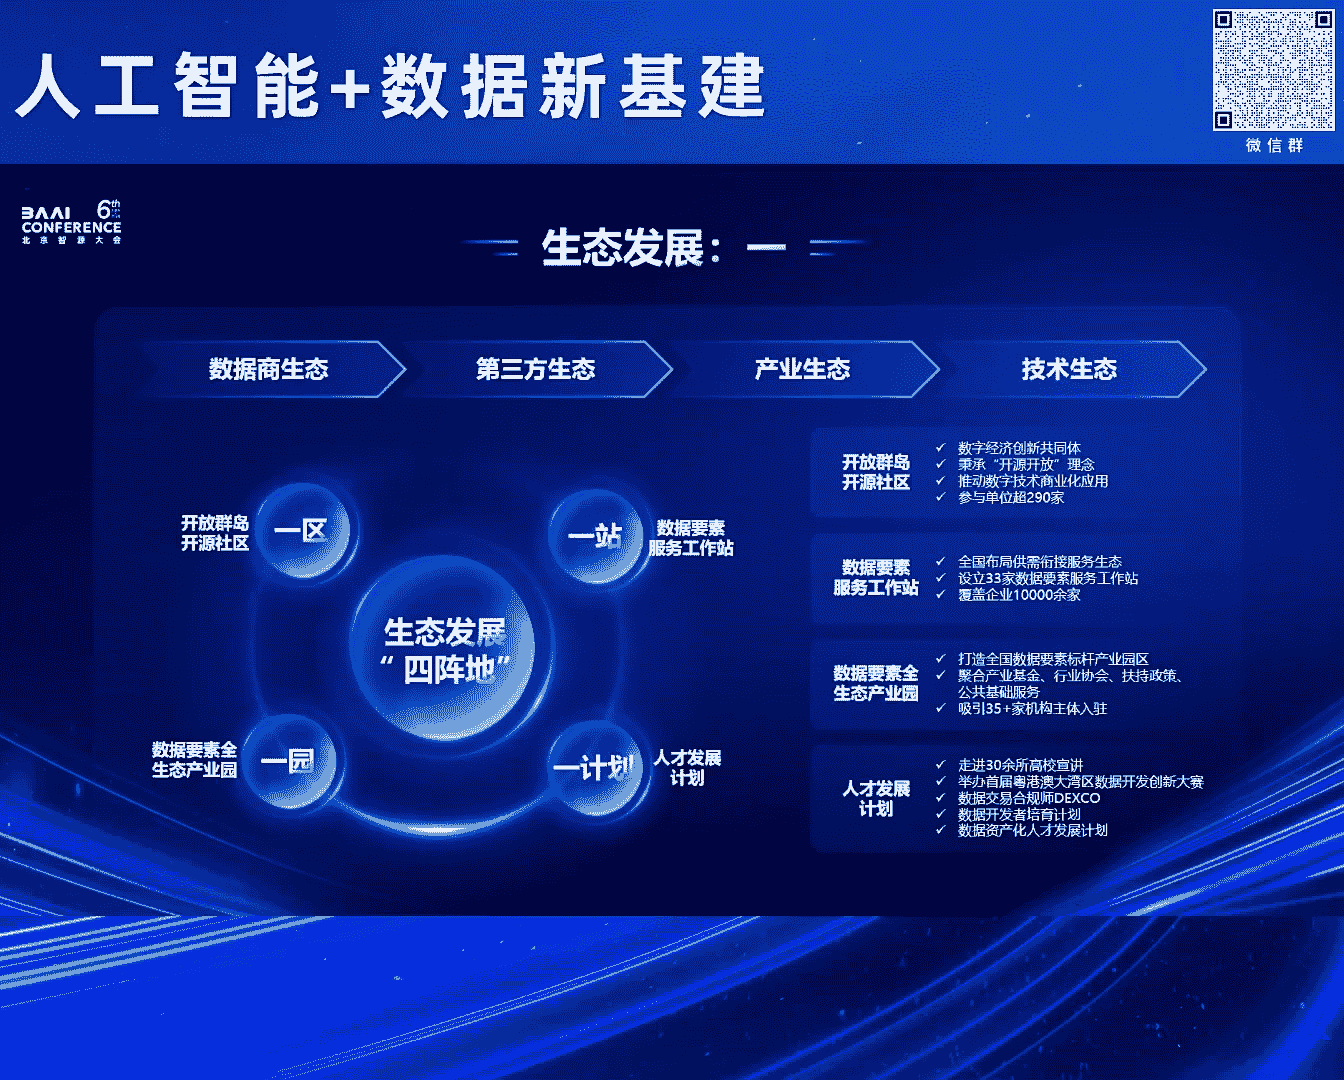 人工智能+数据新基建
微信群
BAAI 6th
CONFERENCE
北京智源大会
生态发展：一
数据商生态
第三方生态
产业生态
技术生态
开放群岛
开源社区
一区
一站
数据要素
服务工作站
生态发展
“四阵地”
数据要素全
生态产业园
一园
一计划
人才发展
计划
开放群岛
开源社区
✓ 数字经济创新共同体
✓ 秉承“开源开放”理念
✓ 推动数字技术商业化应用
✓ 参与单位超290家
数据要素
服务工作站
✓ 全国布局供需衔接服务生态
✓ 设立33家数据要素服务工作站
✓ 覆盖企业10000余家
数据要素全
生态产业园
✓ 打造全国数据要素标杆产业园区
✓ 聚合产业基金、行业协会、扶持政策、
公共基础服务
✓ 吸引35+家机构主体入驻
人才发展
计划
✓ 走进30余所高校宣讲
✓ 举办首届粤港澳大湾区数据开发创新大赛
✓ 数据交易合规师DEXCO
✓ 数据开发者培育计划
✓ 数据资产化人才发展计划